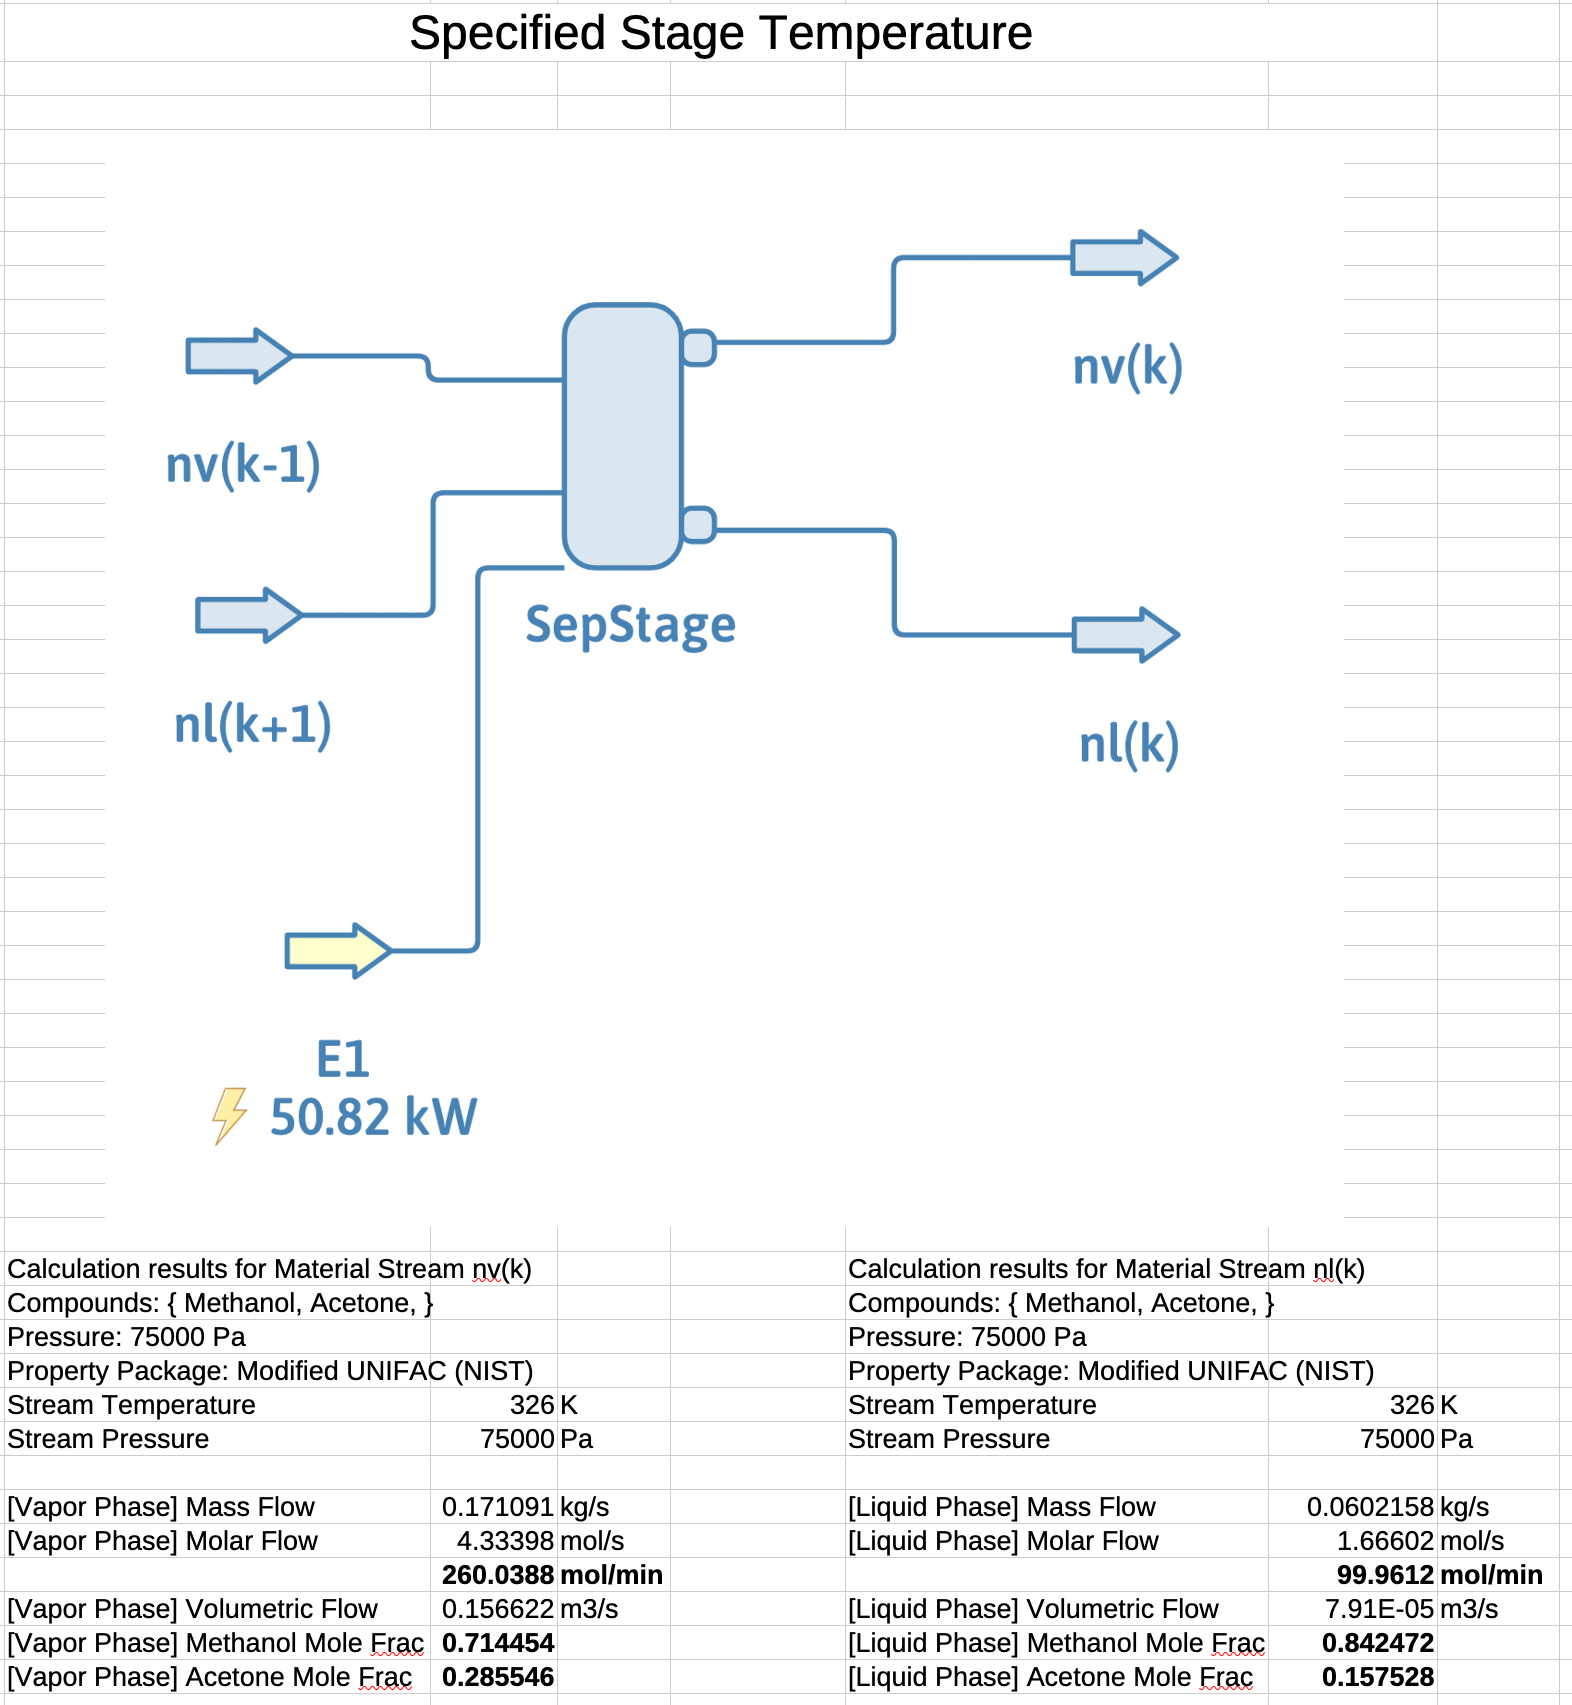 Specified Stage Temperature
nv(k-1)
nv(k)
nl(k+1)
SepStage
nl(k)
E1
50.82 kW
Calculation results for Material Stream nv(k)
Compounds: { Methanol, Acetone, }
Pressure: 75000 Pa
Property Package: Modified UNIFAC (NIST)
Stream Temperature 326 K
Stream Pressure 75000 Pa
[Vapor Phase] Mass Flow 0.171091 kg/s
[Vapor Phase] Molar Flow 4.33398 mol/s
260.0388 mol/min
[Vapor Phase] Volumetric Flow 0.156622 m3/s
[Vapor Phase] Methanol Mole Frac 0.714454
[Vapor Phase] Acetone Mole Frac 0.285546
Calculation results for Material Stream nl(k)
Compounds: { Methanol, Acetone, }
Pressure: 75000 Pa
Property Package: Modified UNIFAC (NIST)
Stream Temperature 326 K
Stream Pressure 75000 Pa
[Liquid Phase] Mass Flow 0.0602158 kg/s
[Liquid Phase] Molar Flow 1.66602 mol/s
99.9612 mol/min
[Liquid Phase] Volumetric Flow 7.91E-05 m3/s
[Liquid Phase] Methanol Mole Frac 0.842472
[Liquid Phase] Acetone Mole Frac 0.157528